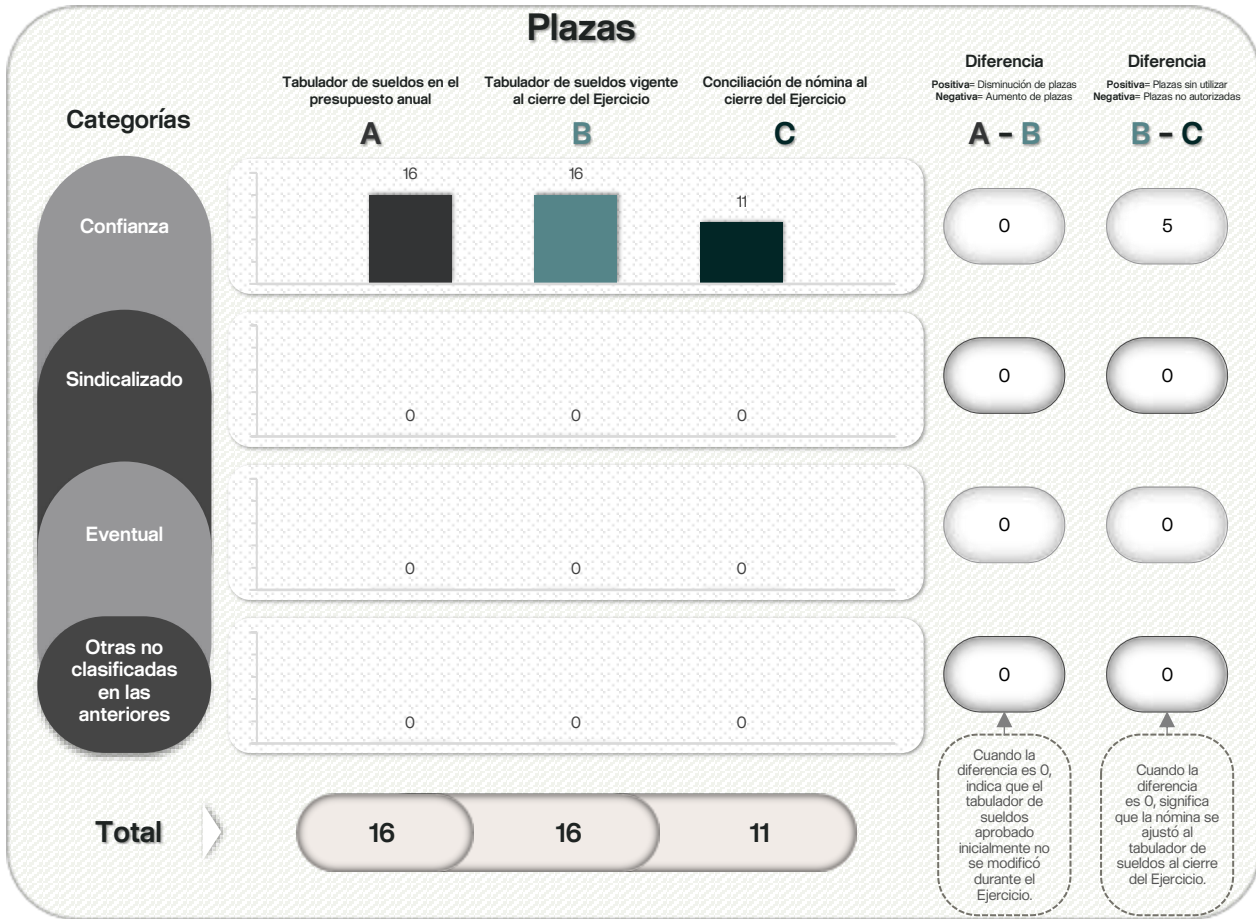 Plazas
Categorías
Tabulador de sueldos en el
presupuesto anual
A
Tabulador de sueldos vigente
al cierre del Ejercicio
B
Conciliación de nómina al
cierre del Ejercicio
C
Diferencia
Positiva= Disminución de plazas
Negativa= Aumento de plazas
A – B
Diferencia
Positiva= Plazas sin utilizar
Negativa= Plazas no autorizadas
B – C
Confianza
16
16
11
0
5
Sindicalizado
0
0
0
0
0
Eventual
0
0
0
0
0
Otras no
clasificadas
en las
anteriores
0
0
0
0
0
Total
16
16
11
Cuando la
diferencia es 0,
indica que el
tabulador de
sueldos
aprobado
inicialmente no
se modificó
durante el
Ejercicio.
Cuando la
diferencia
es 0, significa
que la nómina se
ajustó al
tabulador de
sueldos al cierre
del Ejercicio.